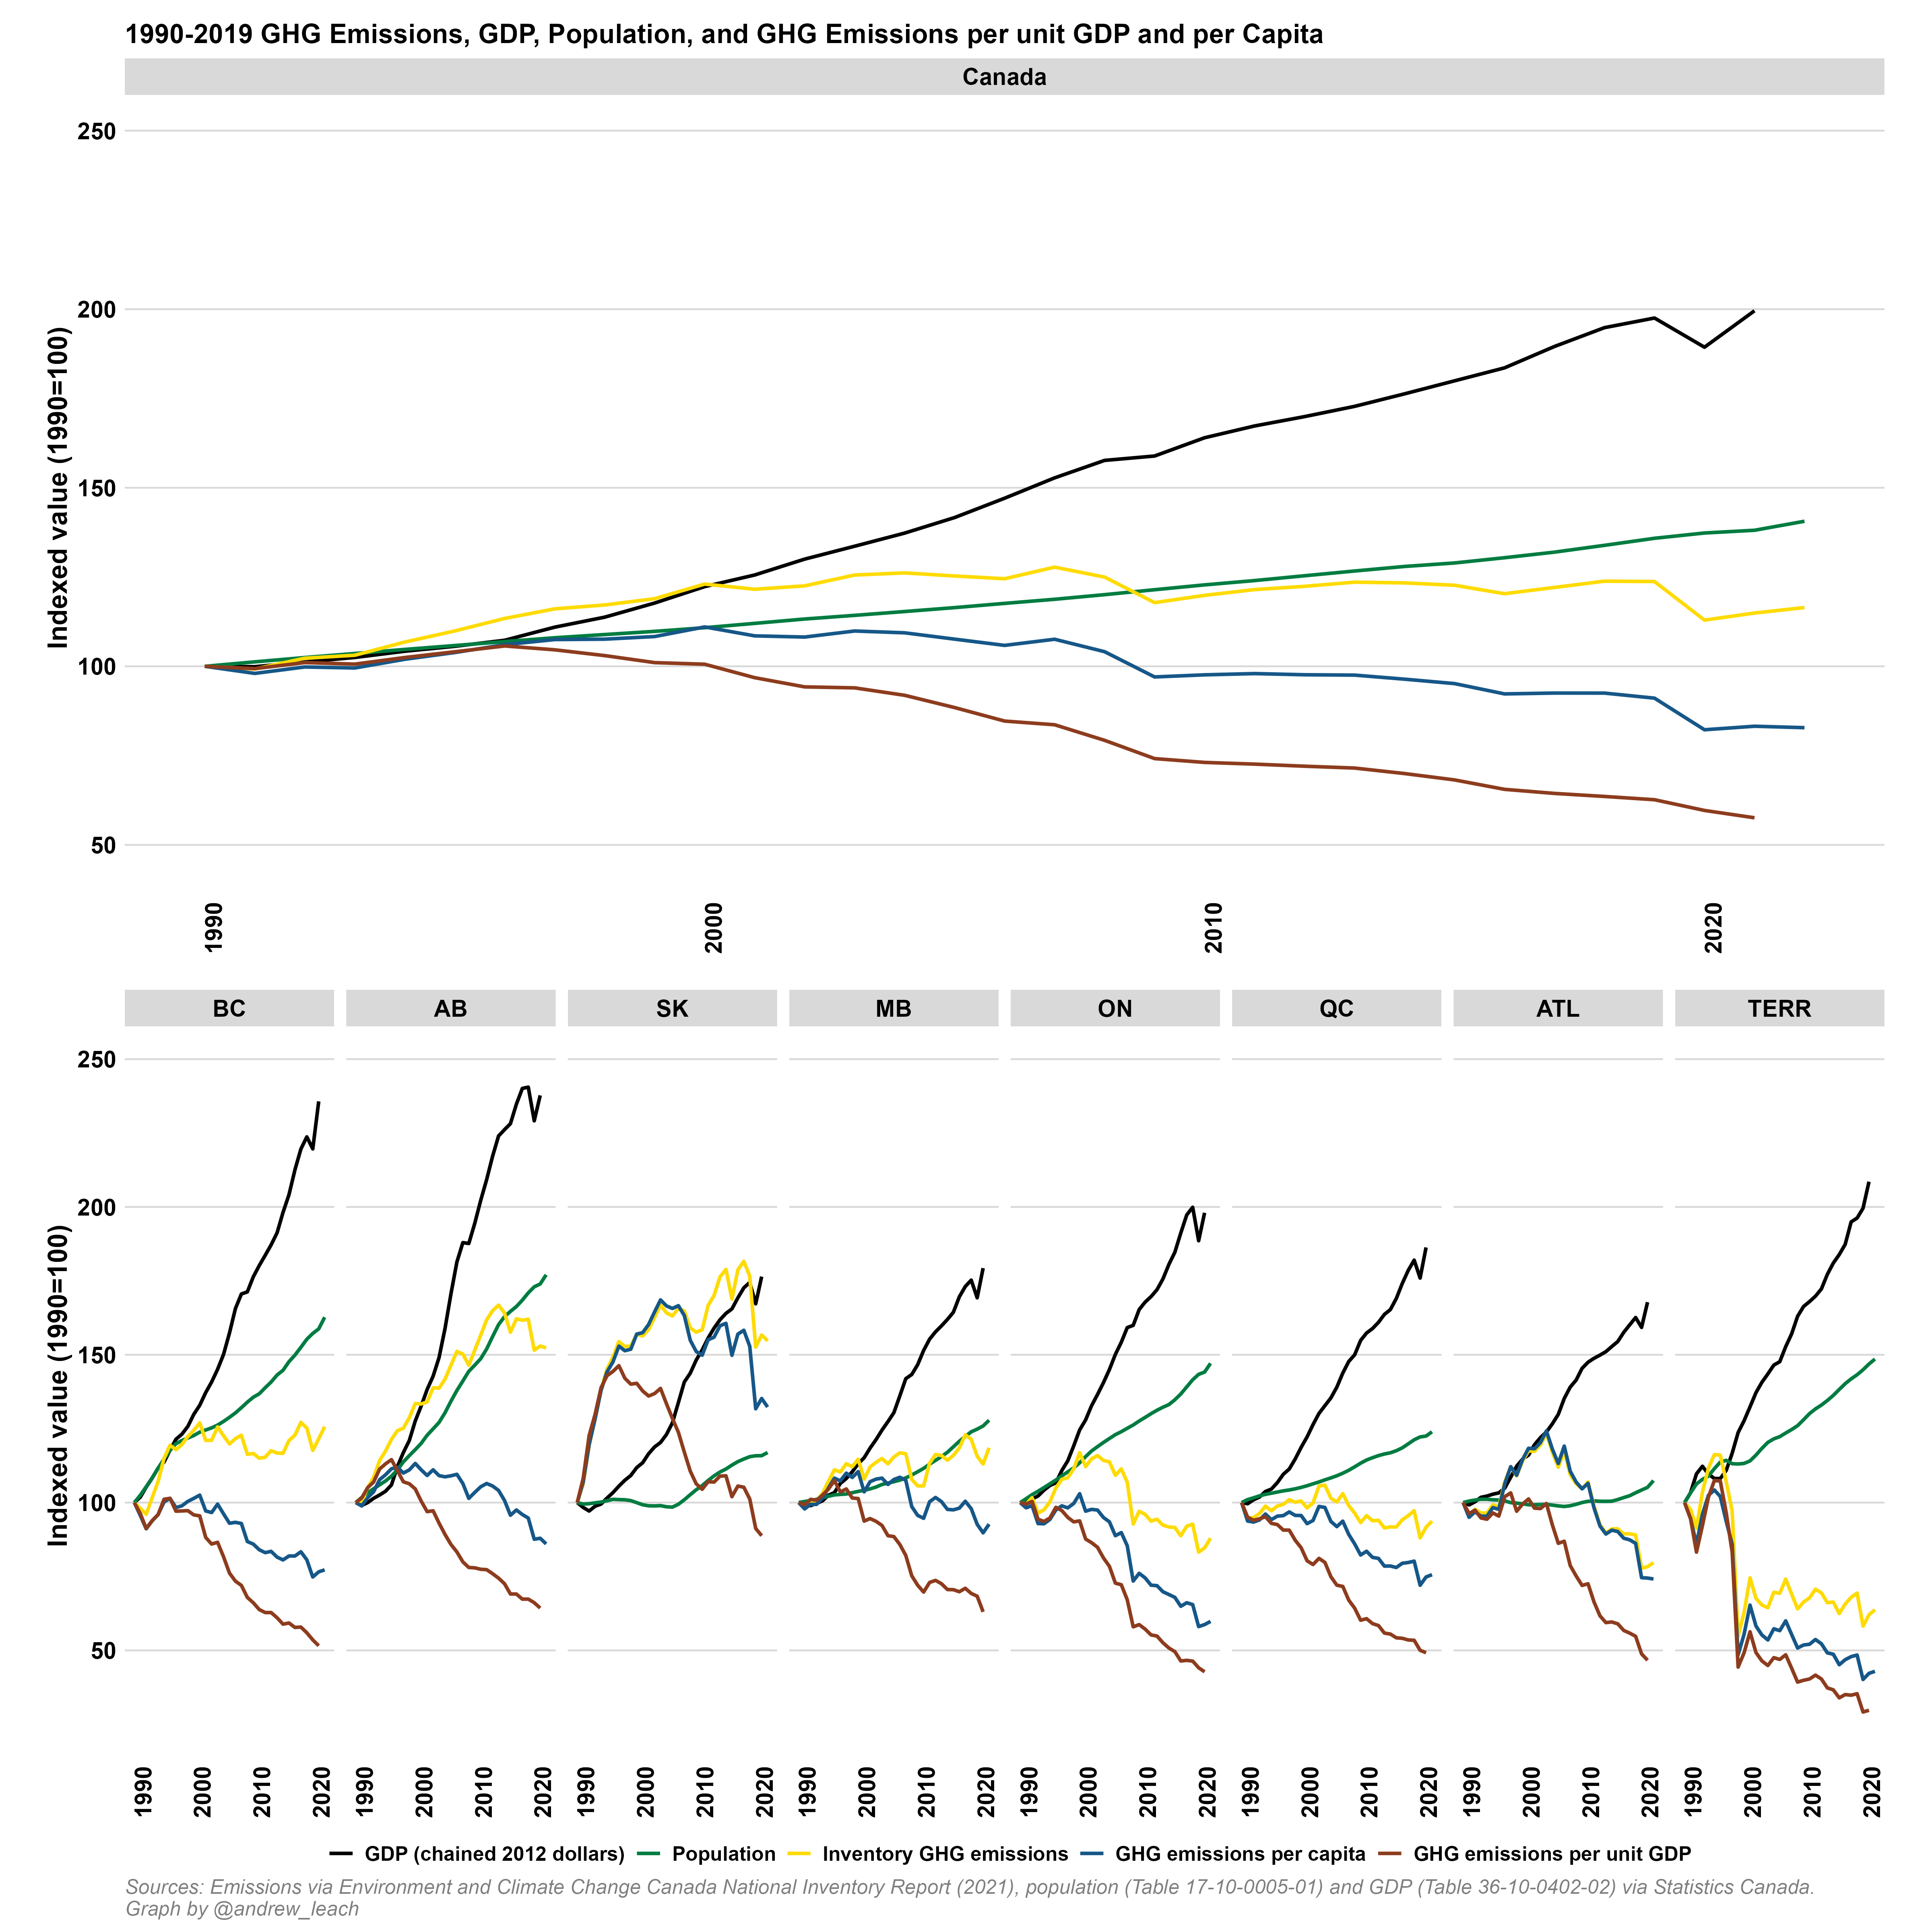 1990-2019 GHG Emissions, GDP, Population, and GHG Emissions per unit GDP and per Capita
Canada
Indexed value (1990=100)
250
200
150
100
50
1990 2000 2010 2020
BC AB SK MB ON QC ATL TERR
Indexed value (1990=100)
250
200
150
100
50
1990 2000 2010 2020 1990 2000 2010 2020 1990 2000 2010 2020 1990 2000 2010 2020 1990 2000 2010 2020 1990 2000 2010 2020 1990 2000 2010 2020 1990 2000 2010 2020
GDP (chained 2012 dollars) Population Inventory GHG emissions GHG emissions per capita GHG emissions per unit GDP
Sources: Emissions via Environment and Climate Change Canada National Inventory Report (2021), population (Table 17-10-0005-01) and GDP (Table 36-10-0402-02) via Statistics Canada.
Graph by @andrew_leach